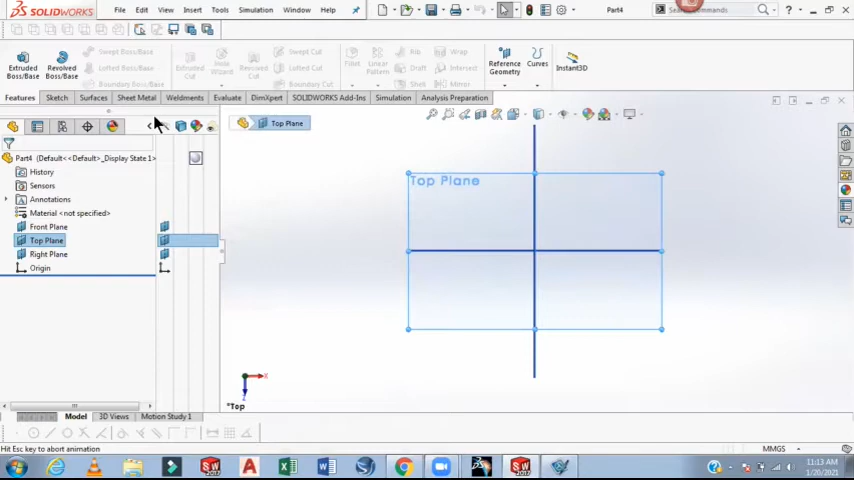 SOLIDWORKS File Edit View Insert Tools Simulation Window Part4 Search Commands
Swept Boss/Base Swept Cut Rib Wrap
Extruded Boss/Base Revolved Boss/Base Lofted Boss/Base Extruded Cut Hole Wizard Revolved Cut Lofted Cut Fillet Linear Pattern Draft Intersect Reference Geometry Curves Instant3D
Boundary Boss/Base Boundary Cut Shell Mirror
Features Sketch Surfaces Sheet Metal Weldments Evaluate DimXpert SOLIDWORKS Add-Ins Simulation Analysis Preparation
Top Plane
Part4 (Default<<Default>_Display State 1>
History
Sensors
Annotations
Material <not specified>
Front Plane
Top Plane
Right Plane
Origin
Top Plane
X
Z
*Top
Model 3D Views Motion Study 1
Hit Esc key to abort animation MMGS
11:13 AM
1/20/2021